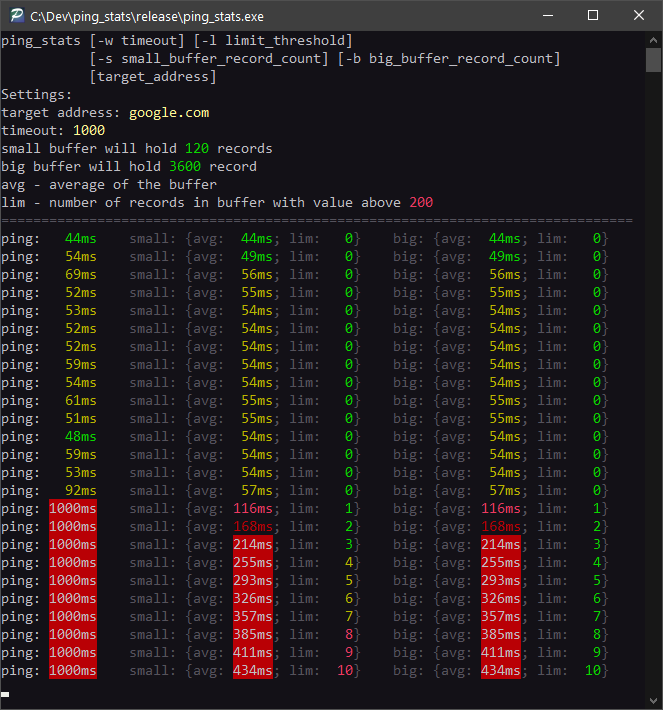 C:\Dev\ping_stats\release\ping_stats.exe
ping_stats [-w timeout] [-l limit_threshold]
           [-s small_buffer_record_count] [-b big_buffer_record_count]
           [target_address]
Settings:
target address: google.com
timeout: 1000
small buffer will hold 120 records
big buffer will hold 3600 record
avg - average of the buffer
lim - number of records in buffer with value above 200
===============================================================================
ping:   44ms    small: {avg:  44ms; lim:   0}    big: {avg:  44ms; lim:   0}
ping:   54ms    small: {avg:  49ms; lim:   0}    big: {avg:  49ms; lim:   0}
ping:   69ms    small: {avg:  56ms; lim:   0}    big: {avg:  56ms; lim:   0}
ping:   52ms    small: {avg:  55ms; lim:   0}    big: {avg:  55ms; lim:   0}
ping:   53ms    small: {avg:  54ms; lim:   0}    big: {avg:  54ms; lim:   0}
ping:   52ms    small: {avg:  54ms; lim:   0}    big: {avg:  54ms; lim:   0}
ping:   52ms    small: {avg:  54ms; lim:   0}    big: {avg:  54ms; lim:   0}
ping:   59ms    small: {avg:  54ms; lim:   0}    big: {avg:  54ms; lim:   0}
ping:   54ms    small: {avg:  54ms; lim:   0}    big: {avg:  54ms; lim:   0}
ping:   61ms    small: {avg:  55ms; lim:   0}    big: {avg:  55ms; lim:   0}
ping:   51ms    small: {avg:  55ms; lim:   0}    big: {avg:  55ms; lim:   0}
ping:   48ms    small: {avg:  54ms; lim:   0}    big: {avg:  54ms; lim:   0}
ping:   59ms    small: {avg:  54ms; lim:   0}    big: {avg:  54ms; lim:   0}
ping:   53ms    small: {avg:  54ms; lim:   0}    big: {avg:  54ms; lim:   0}
ping:   92ms    small: {avg:  57ms; lim:   0}    big: {avg:  57ms; lim:   0}
ping: 1000ms    small: {avg: 116ms; lim:   1}    big: {avg: 116ms; lim:   1}
ping: 1000ms    small: {avg: 168ms; lim:   2}    big: {avg: 168ms; lim:   2}
ping: 1000ms    small: {avg: 214ms; lim:   3}    big: {avg: 214ms; lim:   3}
ping: 1000ms    small: {avg: 255ms; lim:   4}    big: {avg: 255ms; lim:   4}
ping: 1000ms    small: {avg: 293ms; lim:   5}    big: {avg: 293ms; lim:   5}
ping: 1000ms    small: {avg: 326ms; lim:   6}    big: {avg: 326ms; lim:   6}
ping: 1000ms    small: {avg: 357ms; lim:   7}    big: {avg: 357ms; lim:   7}
ping: 1000ms    small: {avg: 385ms; lim:   8}    big: {avg: 385ms; lim:   8}
ping: 1000ms    small: {avg: 411ms; lim:   9}    big: {avg: 411ms; lim:   9}
ping: 1000ms    small: {avg: 434ms; lim:  10}    big: {avg: 434ms; lim:  10}